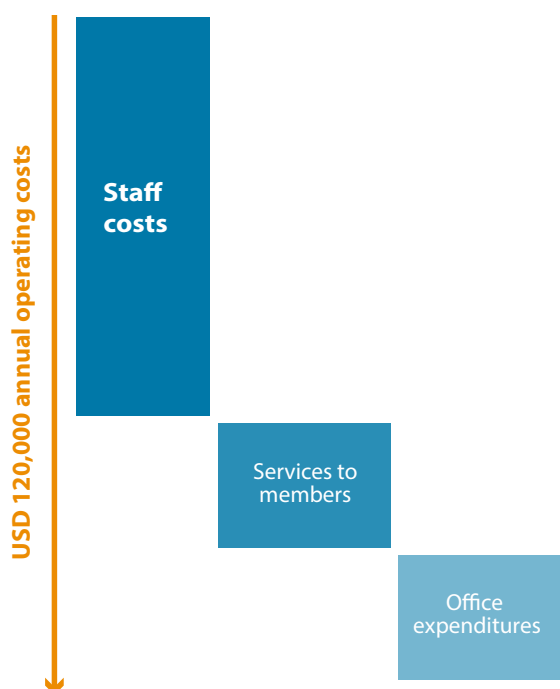 USD 120,000 annual operating costs
Staff
costs
Services to
members
Office
expenditures